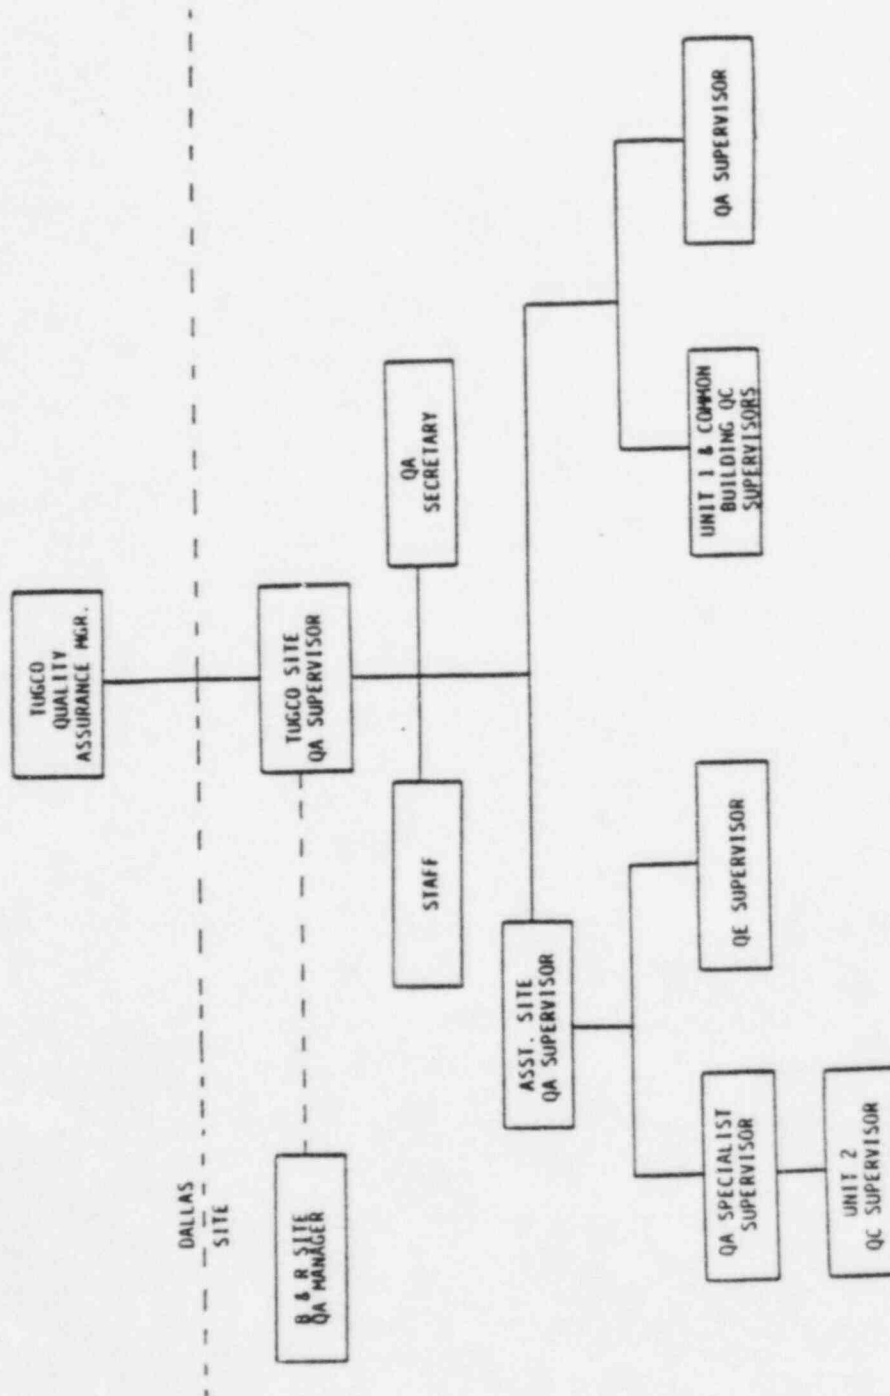 TUGCO
QUALITY
ASSURANCE MGR.
DALLAS
SITE
B & R SITE
QA MANAGER
TUGCO SITE
QA SUPERVISOR
STAFF
QA
SECRETARY
ASST. SITE
QA SUPERVISOR
QA SPECIALIST
SUPERVISOR
QE SUPERVISOR
UNIT 1 & COMMON
BUILDING QC
SUPERVISORS
QA SUPERVISOR
UNIT 2
QC SUPERVISOR